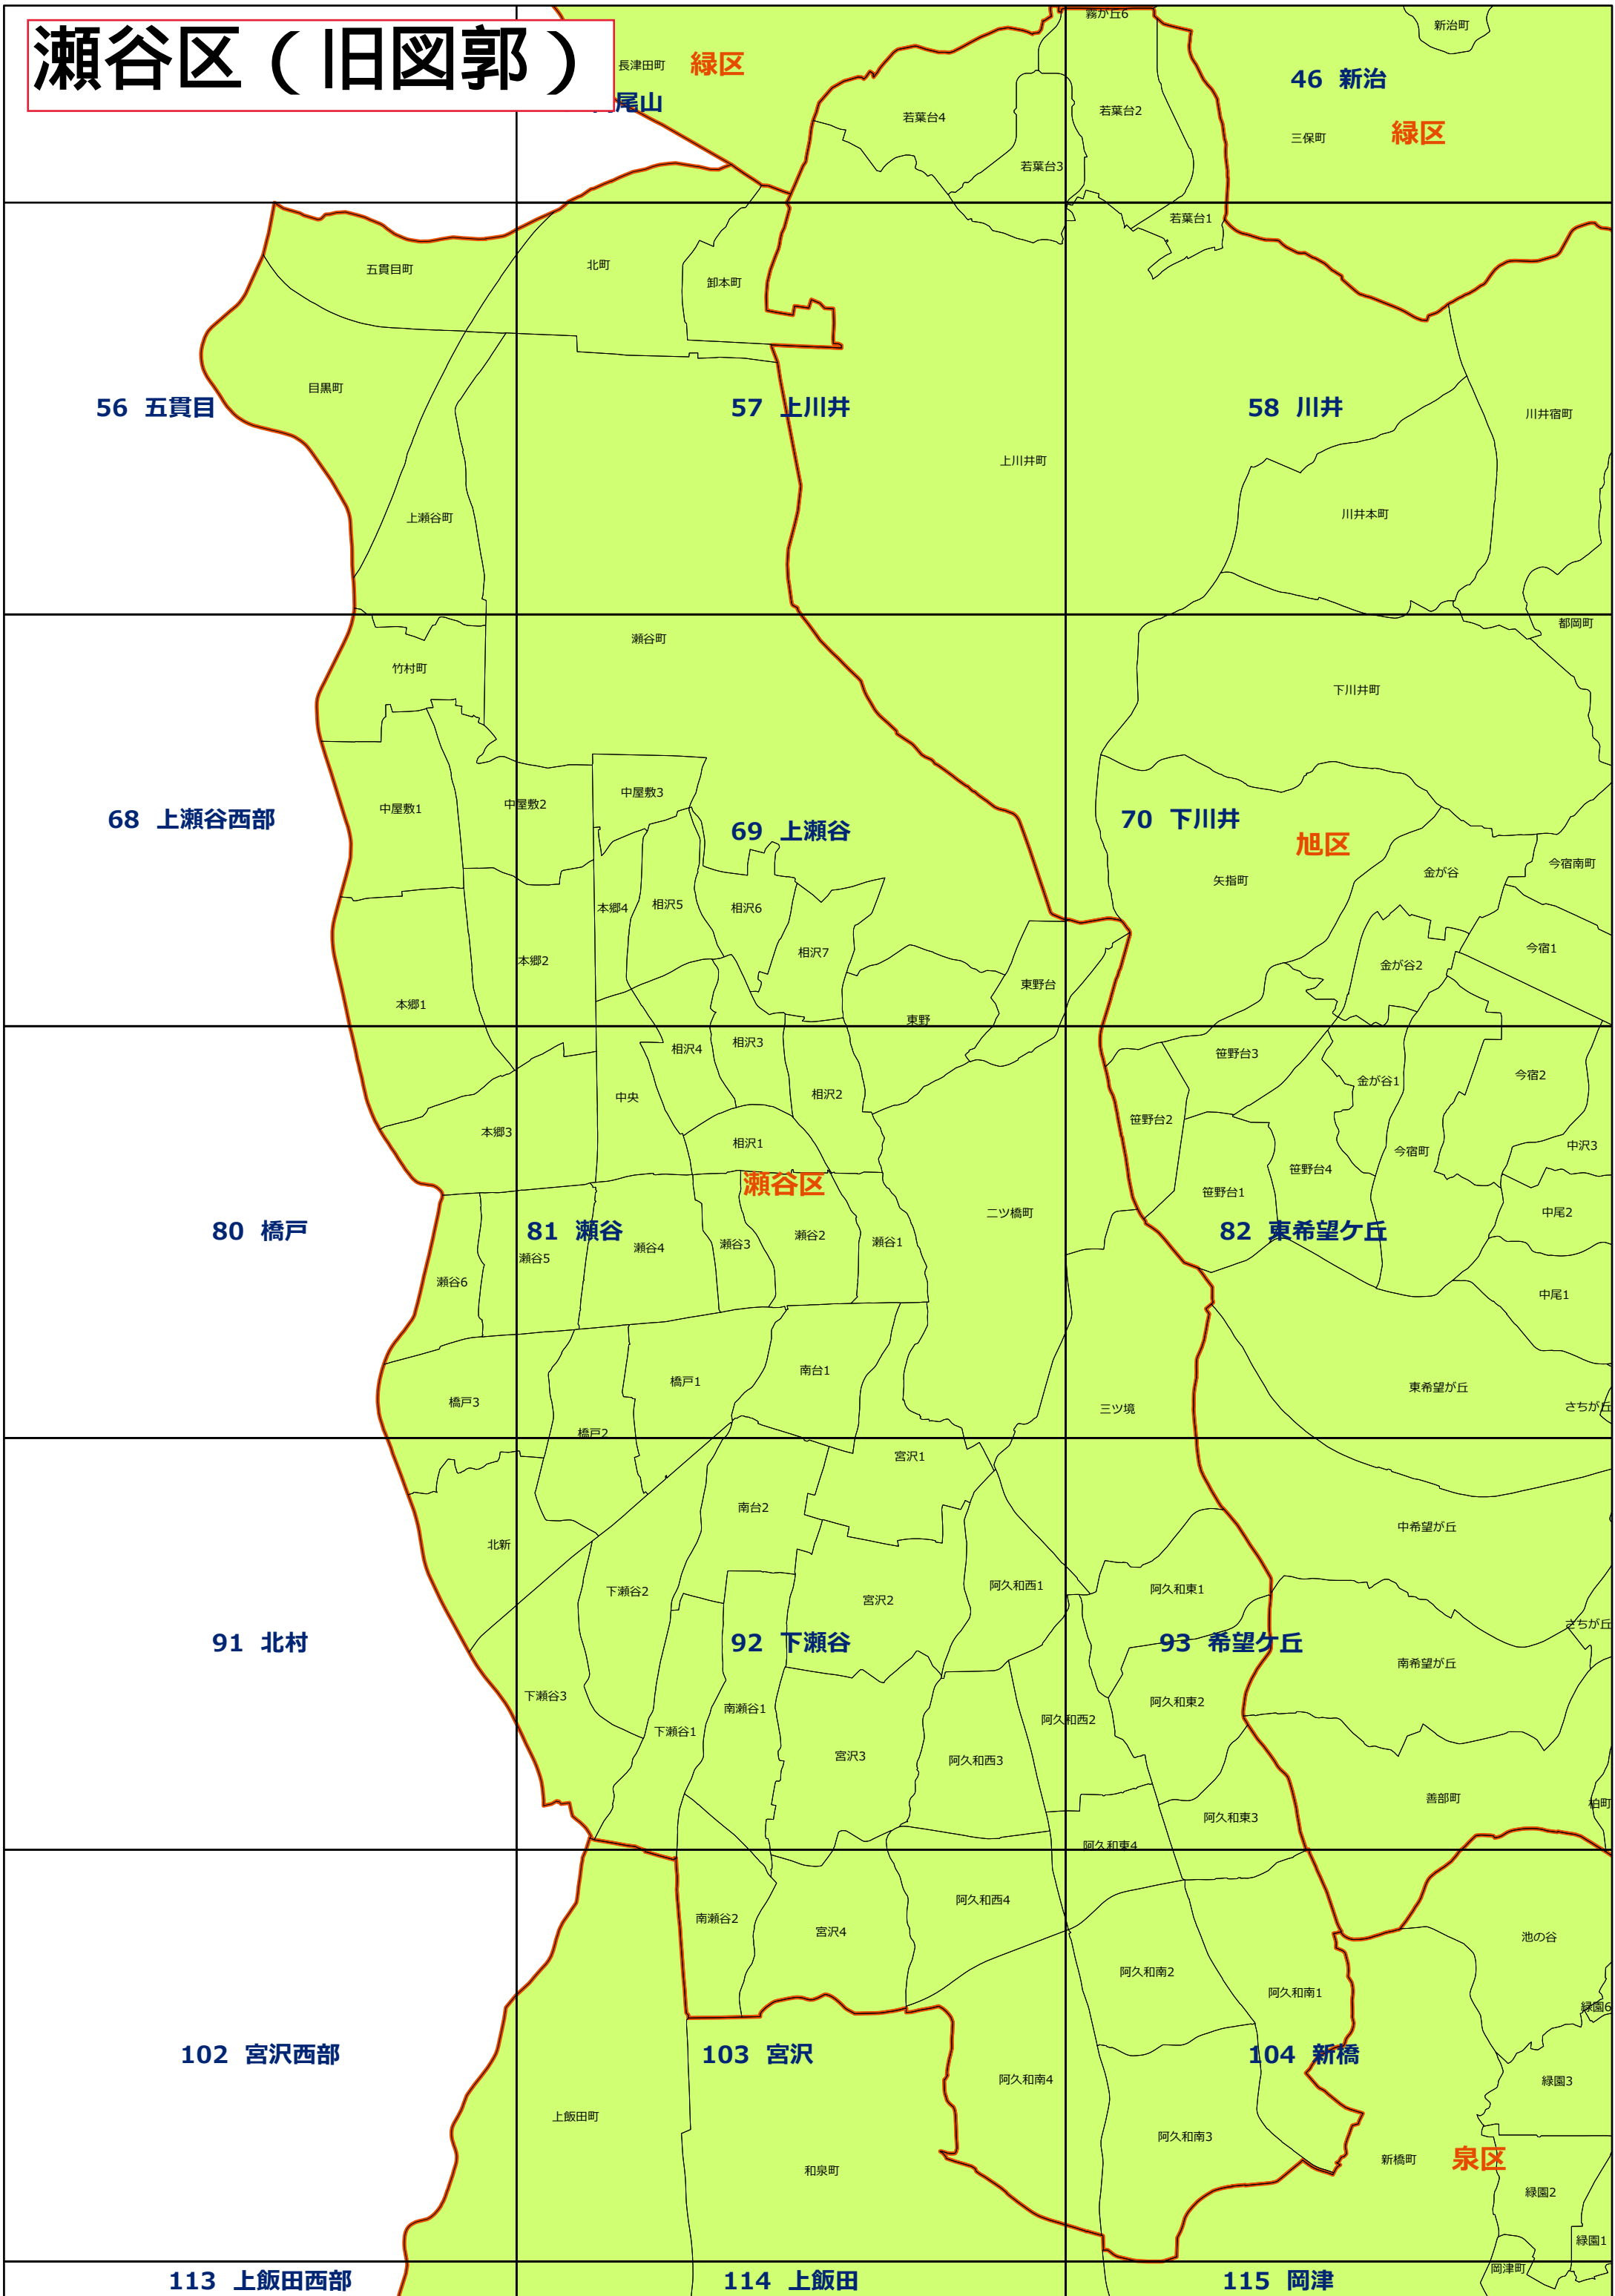 瀬谷区（旧図郭）
霧が丘6
新治町
長津田町
緑区
46 新治
尾山
若葉台4
若葉台2
三保町
緑区
若葉台3
若葉台1
五貫目町
北町
卸本町
目黒町
56 五貫目
57 上川井
58 川井
川井宿町
上川井町
上瀬谷町
川井本町
瀬谷町
都岡町
竹村町
下川井町
中屋敷1
中屋敷2
中屋敷3
68 上瀬谷西部
69 上瀬谷
70 下川井
旭区
今宿南町
金が谷
矢指町
本郷4
相沢5
相沢6
相沢7
今宿1
本郷2
金が谷2
東野台
本郷1
東野
相沢4
相沢3
笹野台3
金が谷1
今宿2
中央
相沢2
笹野台2
本郷3
相沢1
今宿町
中沢3
瀬谷区
笹野台4
笹野台1
二ツ橋町
中尾2
80 橋戸
81 瀬谷
82 東希望ケ丘
瀬谷4
瀬谷3
瀬谷2
瀬谷1
瀬谷5
瀬谷6
中尾1
南台1
橋戸1
東希望が丘
橋戸3
三ツ境
さちが丘
橋戸2
宮沢1
南台2
中希望が丘
北新
下瀬谷2
宮沢2
阿久和西1
阿久和東1
さちが丘
91 北村
92 下瀬谷
93 希望ケ丘
南希望が丘
下瀬谷3
南瀬谷1
阿久和東2
下瀬谷1
阿久和西2
宮沢3
阿久和西3
善部町
柏町
阿久和東3
阿久和東4
阿久和西4
南瀬谷2
宮沢4
池の谷
阿久和南2
阿久和南1
緑園6
102 宮沢西部
103 宮沢
104 新橋
阿久和南4
緑園3
上飯田町
阿久和南3
新橋町
泉区
和泉町
緑園2
緑園1
岡津町
113 上飯田西部
114 上飯田
115 岡津